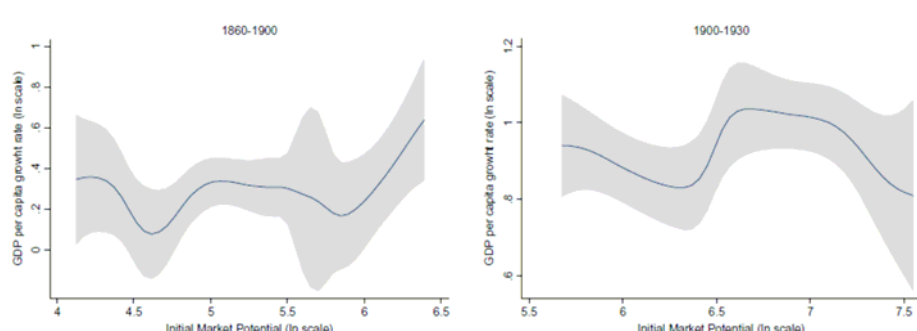 1860-1900
GDP per capita growht rate (ln scale)
1
.8
.6
.4
.2
0
4 4.5 5 5.5 6 6.5
Initial Market Potential (ln scale)
1900-1930
GDP per capita growht rate (ln scale)
1.2
1
.8
.6
5.5 6 6.5 7 7.5
Initial Market Potential (ln scale)